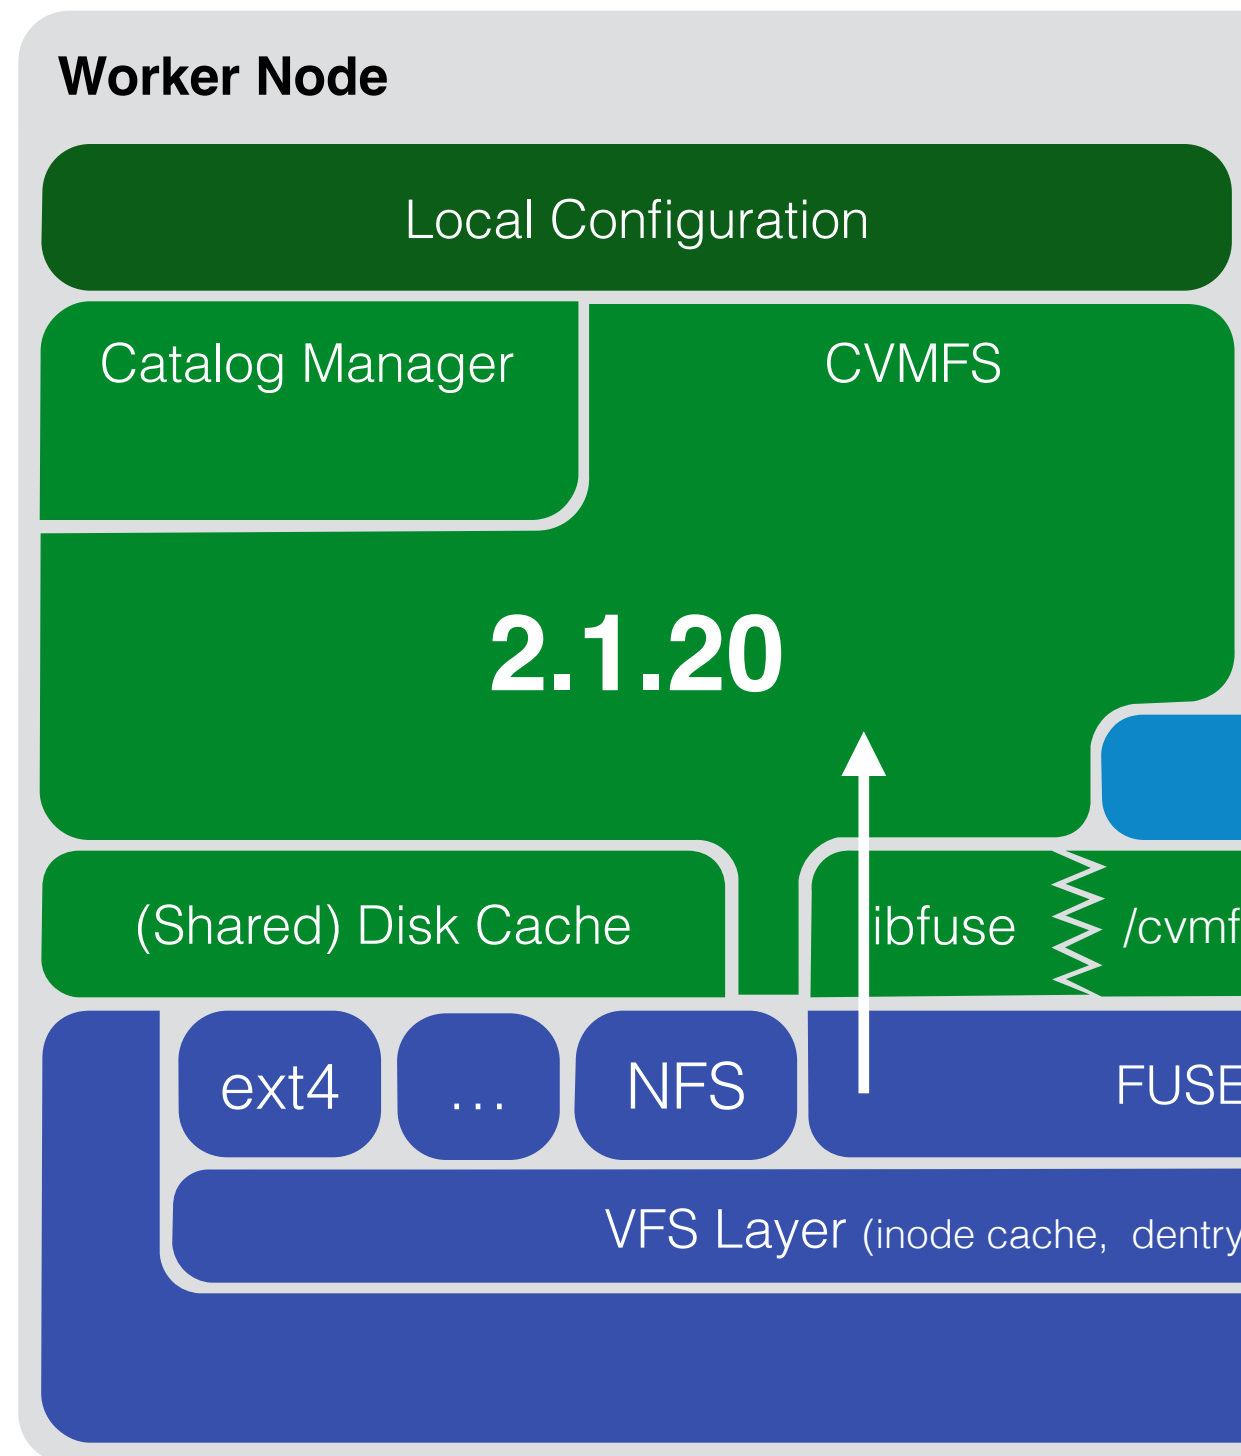 Worker Node
Local Configuration
Catalog Manager
CVMFS
2.1.20
(Shared) Disk Cache
ibfuse
/cvmf
ext4
...
NFS
FUSE
VFS Layer (inode cache, dentry